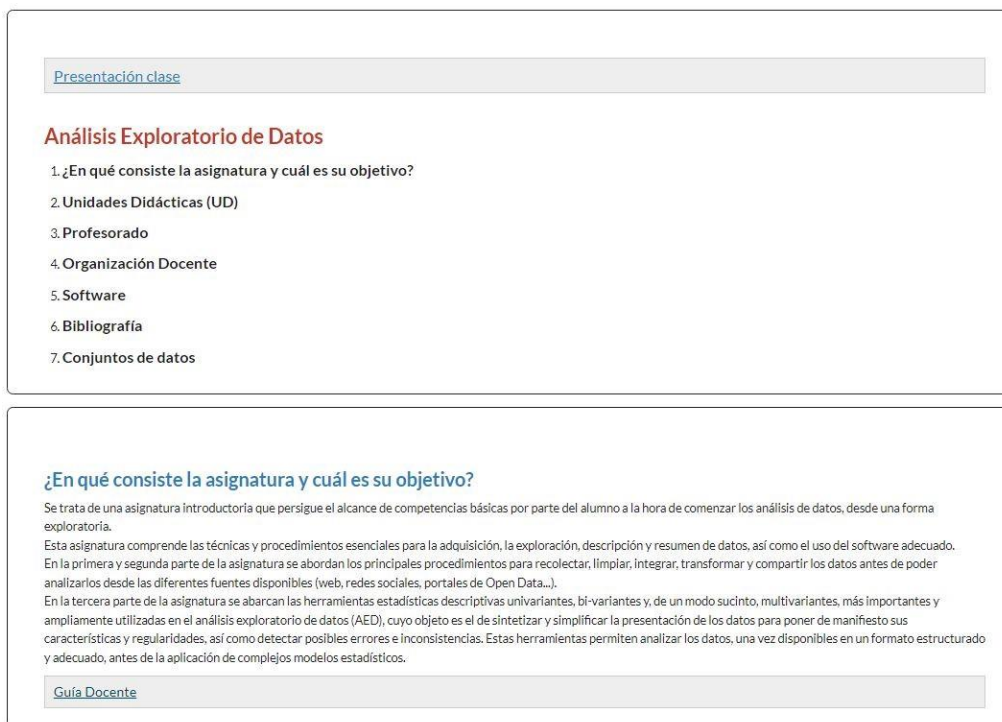 Presentación clase
Análisis Exploratorio de Datos
1. ¿En qué consiste la asignatura y cuál es su objetivo?
2. Unidades Didácticas (UD)
3. Profesorado
4. Organización Docente
5. Software
6. Bibliografía
7. Conjuntos de datos
¿En qué consiste la asignatura y cuál es su objetivo?
Se trata de una asignatura introductoria que persigue el alcance de competencias básicas por parte del alumno a la hora de comenzar los análisis de datos, desde una forma
exploratoria.
Esta asignatura comprende las técnicas y procedimientos esenciales para la adquisición, la exploración, descripción y resumen de datos, así como el uso del software adecuado.
En la primera y segunda parte de la asignatura se abordan los principales procedimientos para recolectar, limpiar, integrar, transformar y compartir los datos antes de poder
analizarlos desde las diferentes fuentes disponibles (web, redes sociales, portales de Open Data...).
En la tercera parte de la asignatura se abarcan las herramientas estadísticas descriptivas univariantes, bi-variantes y, de un modo sucinto, multivariantes, más importantes y
ampliamente utilizadas en el análisis exploratorio de datos (AED), cuyo objeto es el de sintetizar y simplificar la presentación de los datos para poner de manifiesto sus
características y regularidades, así como detectar posibles errores e inconsistencias. Estas herramientas permiten analizar los datos, una vez disponibles en un formato estructurado
y adecuado, antes de la aplicación de complejos modelos estadísticos.
Guía Docente